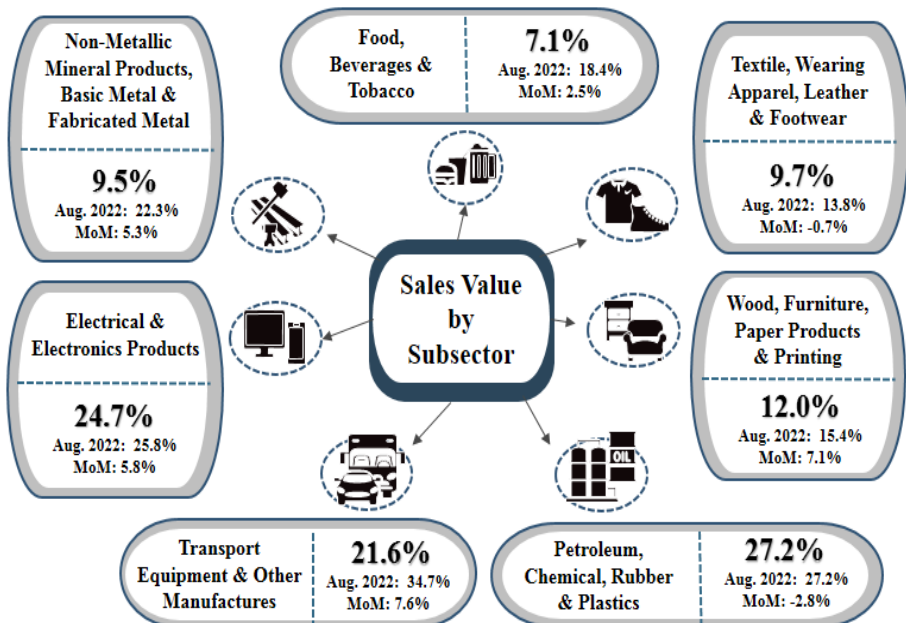 Non-Metallic
Mineral Products,
Basic Metal &
Fabricated Metal
9.5%
Aug. 2022: 22.3%
MoM: 5.3%
Food,
Beverages &
Tobacco
7.1%
Aug. 2022: 18.4%
MoM: 2.5%
Textile, Wearing
Apparel, Leather
& Footwear
9.7%
Aug. 2022: 13.8%
MoM: -0.7%
Sales Value
by
Subsector
Electrical &
Electronics Products
24.7%
Aug. 2022: 25.8%
MoM: 5.8%
Wood, Furniture,
Paper Products
& Printing
12.0%
Aug. 2022: 15.4%
MoM: 7.1%
OIL
Transport
Equipment & Other
Manufactures
21.6%
Aug. 2022: 34.7%
MoM: 7.6%
Petroleum,
Chemical, Rubber
& Plastics
27.2%
Aug. 2022: 27.2%
MoM: -2.8%